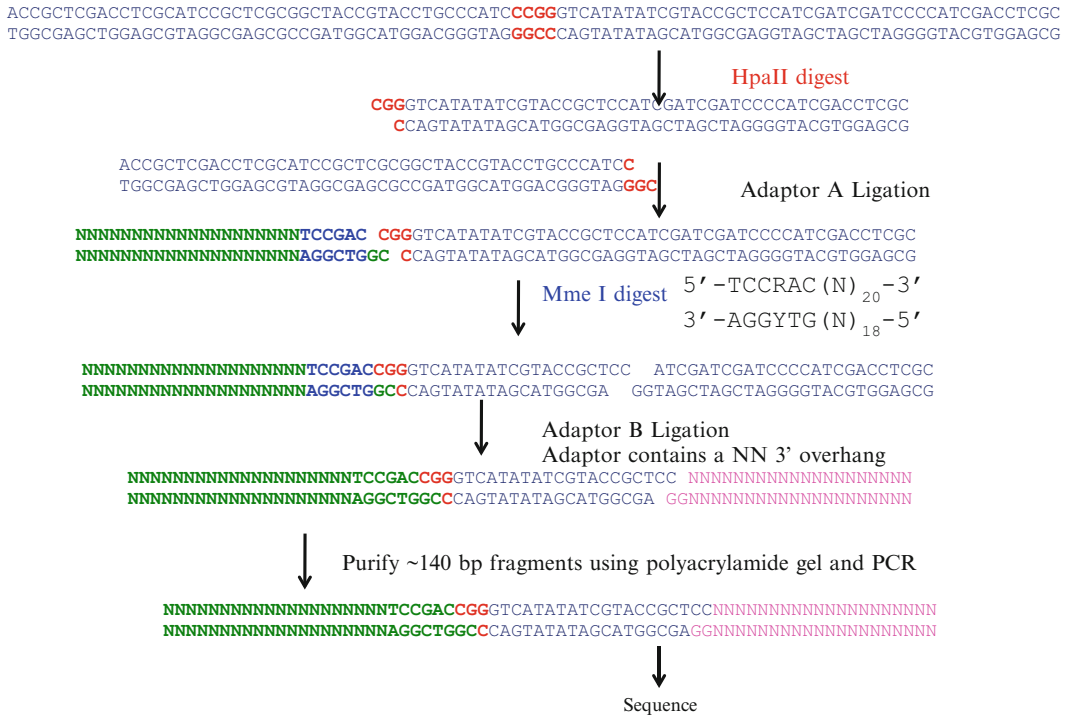 ACCGCTCGACCTCGCATCCGCTCGCGGCTACCGTACCTGCCCATCCCGGGTCATATATCGTACCGCTCCATCGATCGATCCCCATCGACCTCGC
TGGCGAGCTGGAGCGTAGGCGAGCGCCGATGGCATGGACGGGTAGGGCCCAGTATATAGCATGGCGAGGTAGCTAGCTAGGGGTACGTGGAGCG
HpaII digest
CGGGTCATATATCGTACCGCTCCATCGATCGATCCCCATCGACCTCGC
CCAGTATATAGCATGGCGAGGTAGCTAGCTAGGGGTACGTGGAGCG
ACCGCTCGACCTCGCATCCGCTCGCGGCTACCGTACCTGCCCATCC
TGGCGAGCTGGAGCGTAGGCGAGCGCCGATGGCATGGACGGGTAGGGC
Adaptor A Ligation
NNNNNNNNNNNNNNNNNNNNTCCGAC CGGGTCATATATCGTACCGCTCCATCGATCGATCCCCATCGACCTCGC
NNNNNNNNNNNNNNNNNNNNAGGCTGGC CCAGTATATAGCATGGCGAGGTAGCTAGCTAGGGGTACGTGGAGCG
Mme I digest
5′-TCCRAC(N)20-3′
3′-AGGYTG(N)18-5′
NNNNNNNNNNNNNNNNNNNNTCCGACCGGGTCATATATCGTACCGCTCC ATCGATCGATCCCCATCGACCTCGC
NNNNNNNNNNNNNNNNNNNNAGGCTGGCCCAGTATATAGCATGGCGA GGTAGCTAGCTAGGGGTACGTGGAGCG
Adaptor B Ligation
Adaptor contains a NN 3’ overhang
NNNNNNNNNNNNNNNNNNNNTCCGACCGGGTCATATATCGTACCGCTCC NNNNNNNNNNNNNNNNNNNN
NNNNNNNNNNNNNNNNNNNNAGGCTGGCCCAGTATATAGCATGGCGA GGNNNNNNNNNNNNNNNNNNNN
Purify ~140 bp fragments using polyacrylamide gel and PCR
NNNNNNNNNNNNNNNNNNNNTCCGACCGGGTCATATATCGTACCGCTCCNNNNNNNNNNNNNNNNNNNN
NNNNNNNNNNNNNNNNNNNNAGGCTGGCCCAGTATATAGCATGGCGAGGNNNNNNNNNNNNNNNNNNNN
Sequence